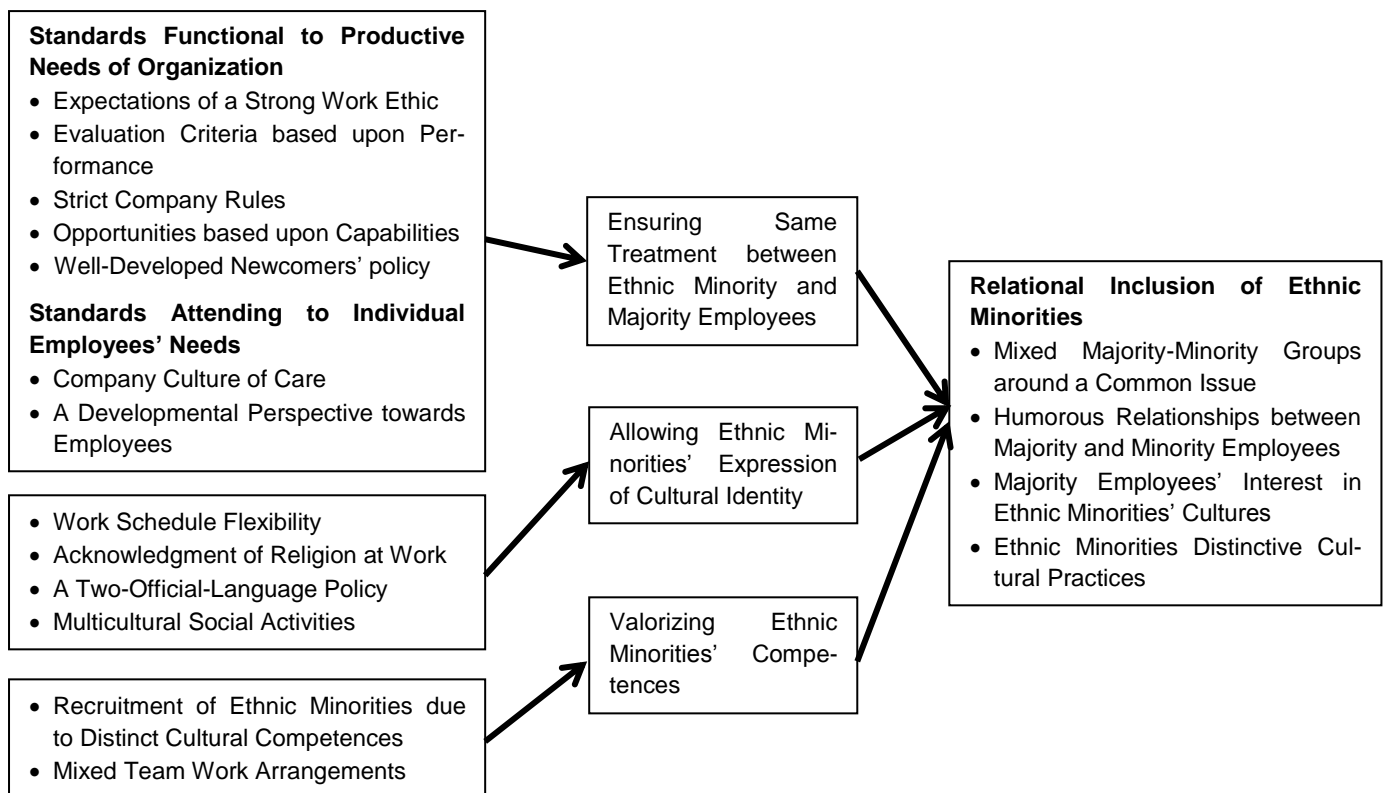 Standards Functional to Productive
Needs of Organization
• Expectations of a Strong Work Ethic
• Evaluation Criteria based upon Per-
formance
• Strict Company Rules
• Opportunities based upon Capabilities
• Well-Developed Newcomers’ policy
Standards Attending to Individual
Employees’ Needs
• Company Culture of Care
• A Developmental Perspective towards
Employees
• Work Schedule Flexibility
• Acknowledgment of Religion at Work
• A Two-Official-Language Policy
• Multicultural Social Activities
• Recruitment of Ethnic Minorities due
to Distinct Cultural Competences
• Mixed Team Work Arrangements
Ensuring Same
Treatment between
Ethnic Minority and
Majority Employees
Allowing Ethnic Mi-
norities’ Expression
of Cultural Identity
Valorizing Ethnic
Minorities’ Compe-
tences
Relational Inclusion of Ethnic
Minorities
• Mixed Majority-Minority Groups
around a Common Issue
• Humorous Relationships between
Majority and Minority Employees
• Majority Employees’ Interest in
Ethnic Minorities’ Cultures
• Ethnic Minorities Distinctive Cul-
tural Practices